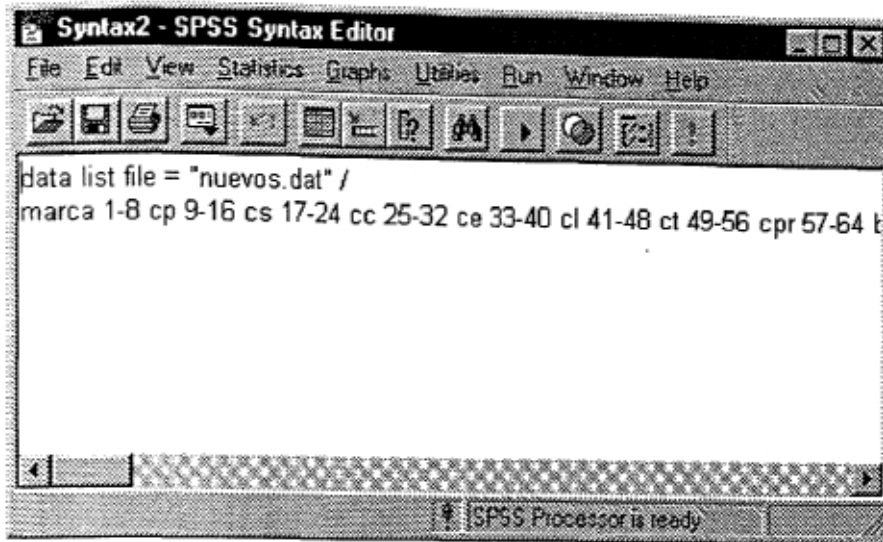 Syntax2 - SPSS Syntax Editor
File Edit View Statistics Graphs Utilities Run Window Help
data list file = "nuevos.dat" /
marca 1-8 cp 9-16 cs 17-24 cc 25-32 ce 33-40 cl 41-48 ct 49-56 cpr 57-64 b
SPSS Processor is ready